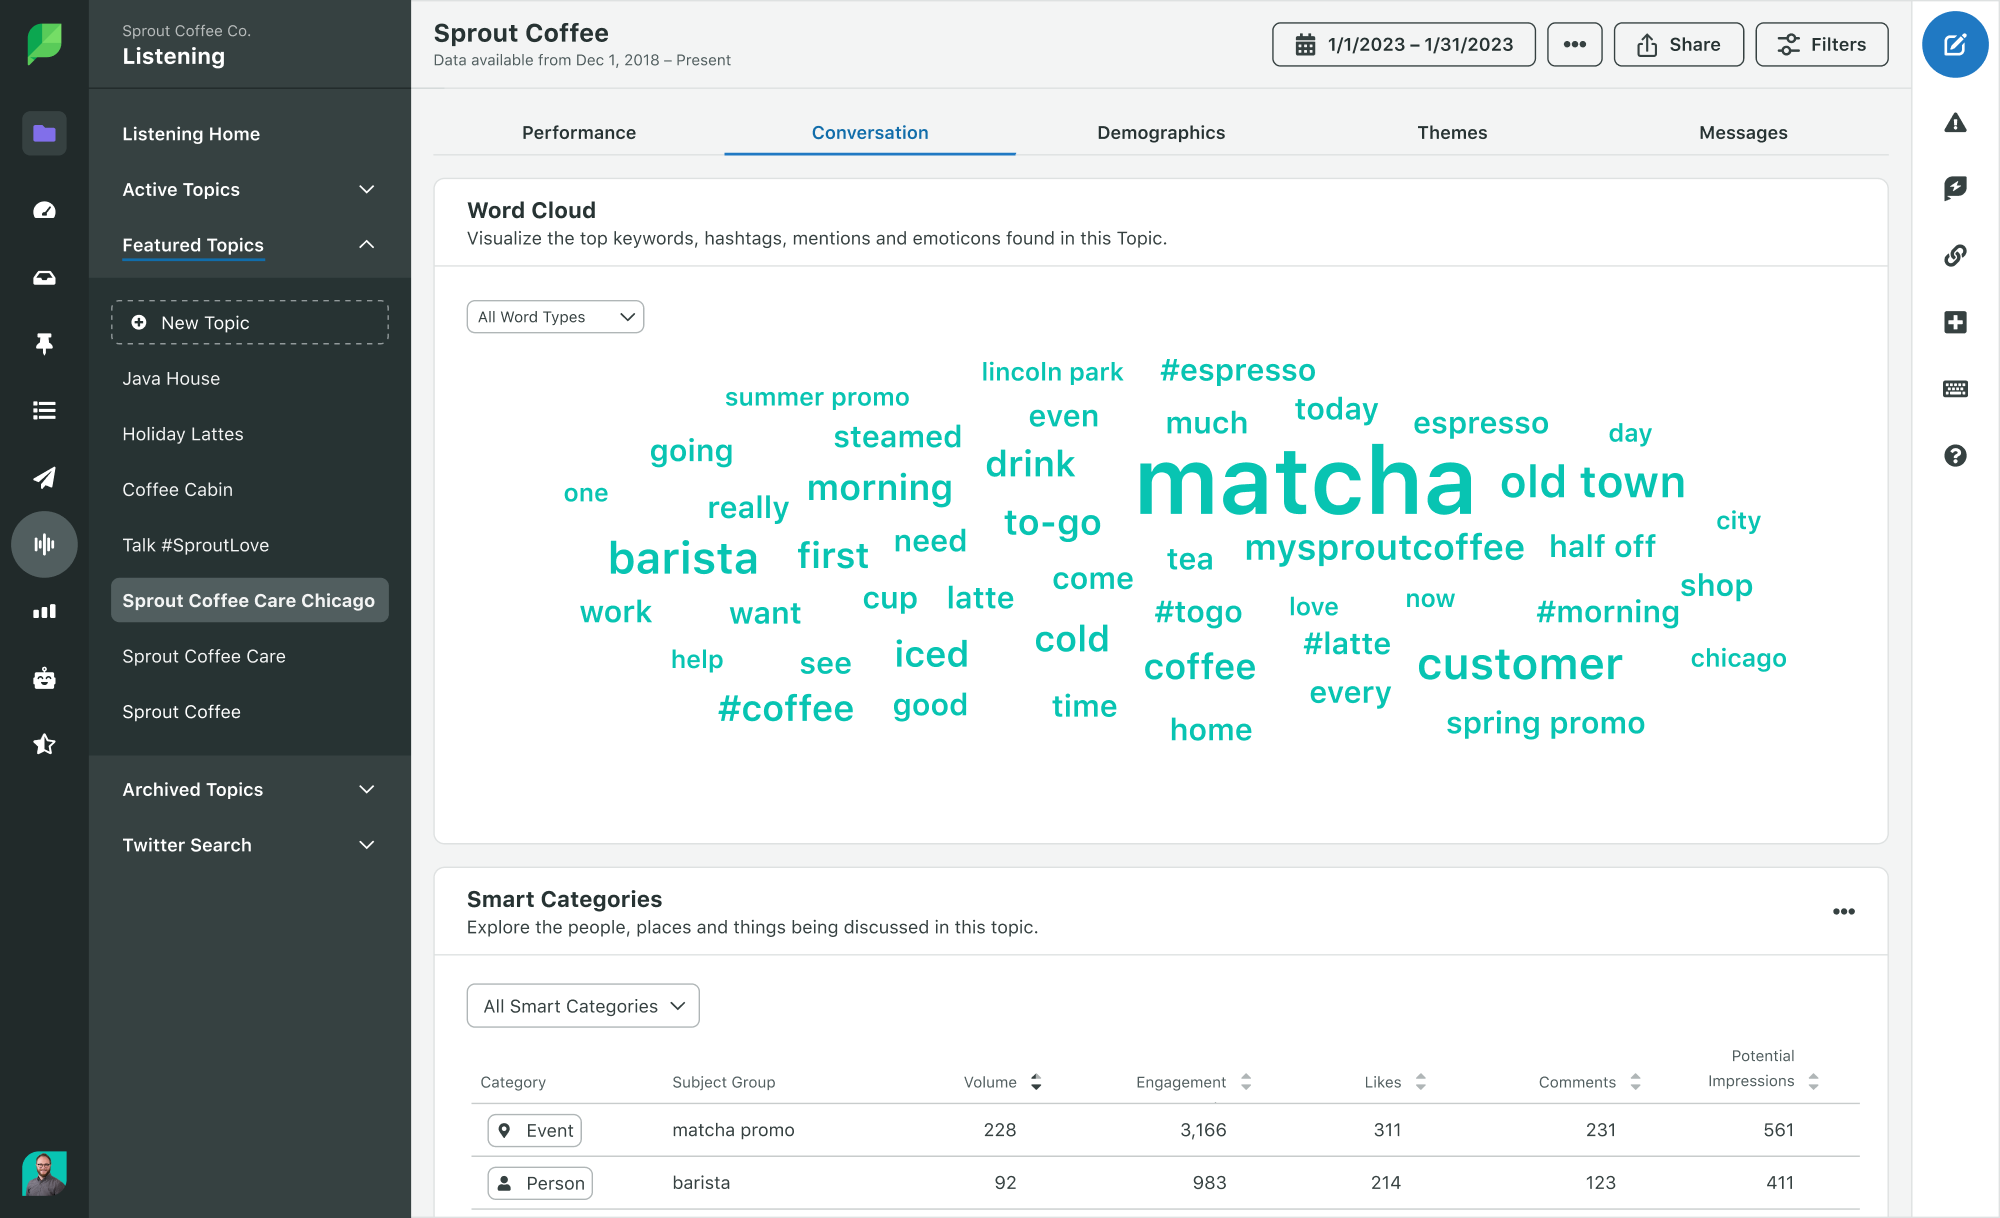 Sprout Coffee Co.
Listening
Listening Home
Active Topics
Featured Topics
New Topic
Java House
Holiday Lattes
Coffee Cabin
Talk #SproutLove
Sprout Coffee Care Chicago
Sprout Coffee Care
Sprout Coffee
Archived Topics
Twitter Search
Sprout Coffee
Data available from Dec 1, 2018 – Present
1/1/2023 – 1/31/2023
Share
Filters
Performance Conversation Demographics Themes Messages
Word Cloud
Visualize the top keywords, hashtags, mentions and emoticons found in this Topic.
All Word Types
lincoln park #espresso
summer promo even much today espresso day
going steamed drink
one really morning matcha old town
to-go city
barista first need tea mysproutcoffee half off
come shop
work want cup latte #togo love now #morning
help see iced cold coffee #latte customer chicago
#coffee good time every
home spring promo
Smart Categories
Explore the people, places and things being discussed in this topic.
All Smart Categories
Category Subject Group Volume Engagement Likes Comments Potential Impressions
Event matcha promo 228 3,166 311 231 561
Person barista 92 983 214 123 411